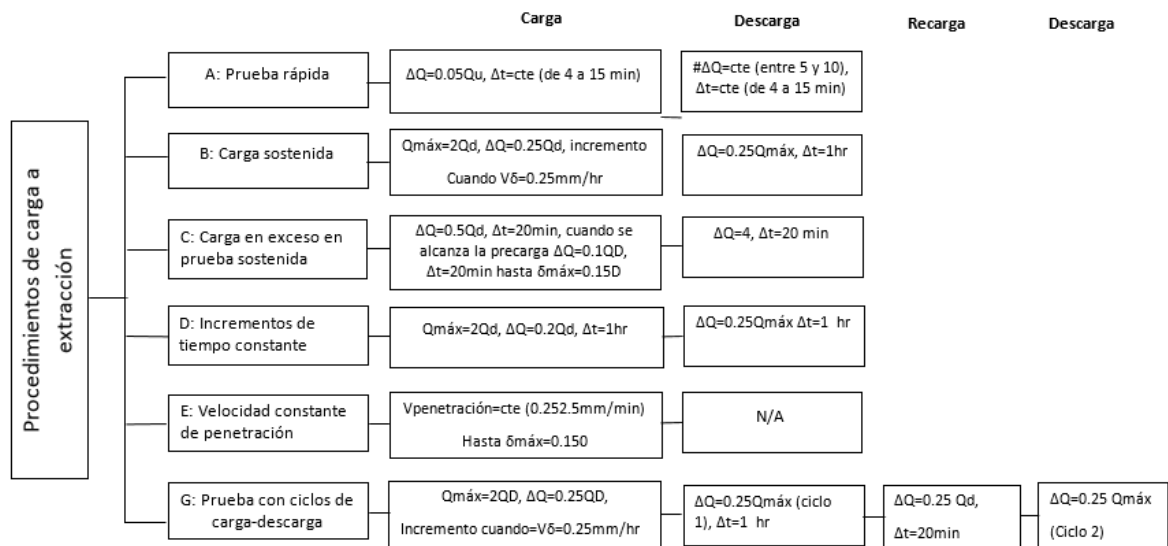 Carga
Descarga
Recarga
Descarga
Procedimientos de carga a
extracción
A: Prueba rápida
ΔQ=0.05Qu, Δt=cte (de 4 a 15 min)
#ΔQ=cte (entre 5 y 10),
Δt=cte (de 4 a 15 min)
B: Carga sostenida
Qmáx=2Qd, ΔQ=0.25Qd, incremento
Cuando Vδ=0.25mm/hr
ΔQ=0.25Qmáx, Δt=1hr
C: Carga en exceso en
prueba sostenida
ΔQ=0.5Qd, Δt=20min, cuando se
alcanza la precarga ΔQ=0.1QD,
Δt=20min hasta δmáx=0.15D
ΔQ=4, Δt=20 min
D: Incrementos de
tiempo constante
Qmáx=2Qd, ΔQ=0.2Qd, Δt=1hr
ΔQ=0.25Qmáx Δt=1 hr
E: Velocidad constante
de penetración
Vpenetración=cte (0.252.5mm/min)
Hasta δmáx=0.150
N/A
G: Prueba con ciclos de
carga-descarga
Qmáx=2QD, ΔQ=0.25QD,
Incremento cuando=Vδ=0.25mm/hr
ΔQ=0.25Qmáx (ciclo
1), Δt=1 hr
ΔQ=0.25 Qd,
Δt=20min
ΔQ=0.25 Qmáx
(Ciclo 2)